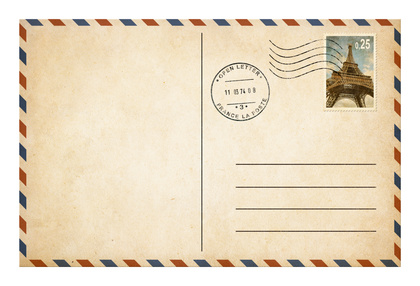 0.25
OPEN LETTER
11 05 74 0 8
FRANCE LA POSTE
3